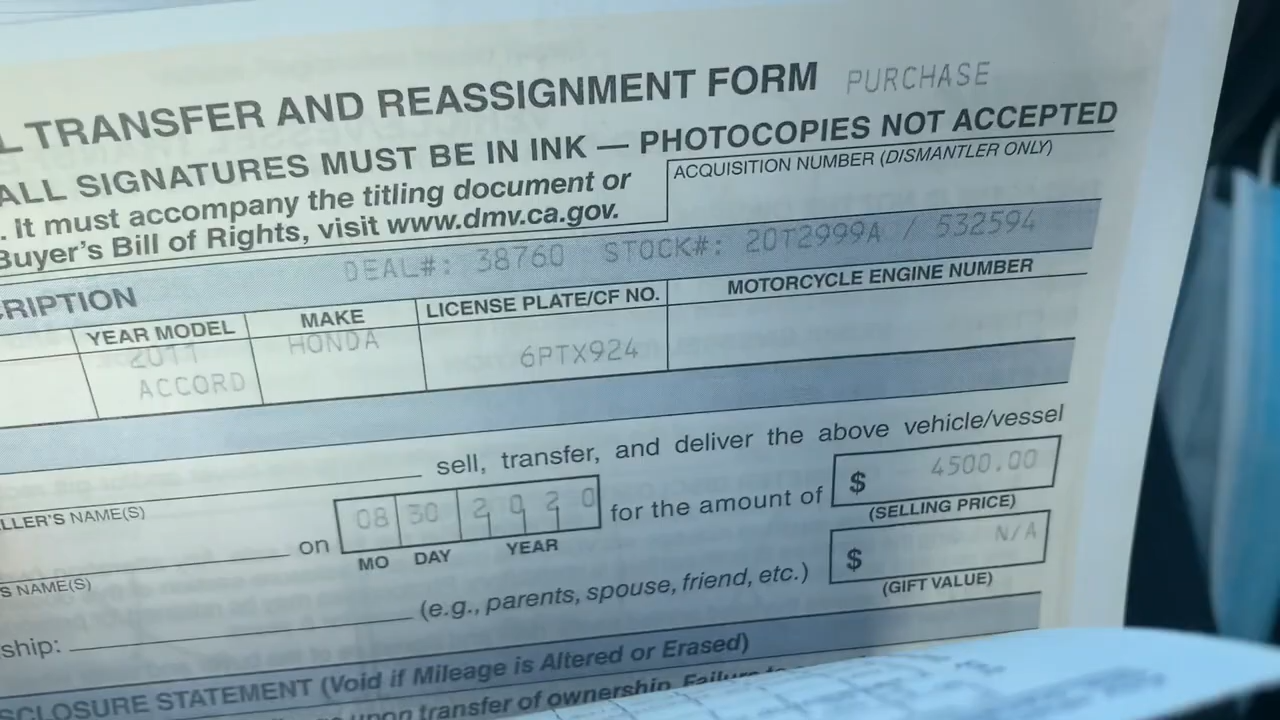 L TRANSFER AND REASSIGNMENT FORM PURCHASE
ALL SIGNATURES MUST BE IN INK — PHOTOCOPIES NOT ACCEPTED
. It must accompany the titling document or
Buyer's Bill of Rights, visit www.dmv.ca.gov.
ACQUISITION NUMBER (DISMANTLER ONLY)
DEAL#: 38760 STOCK#: 20T2999A / 532594
CRIPTION
YEAR MODEL MAKE LICENSE PLATE/CF NO. MOTORCYCLE ENGINE NUMBER
2011 HONDA 6PTX924
ACCORD
sell, transfer, and deliver the above vehicle/vessel
LLER'S NAME(S)
on 08 30 2020 for the amount of $ 4500.00
MO DAY YEAR (SELLING PRICE)
S NAME(S)
$ N/A
(GIFT VALUE)
ship: (e.g., parents, spouse, friend, etc.)
SCLOSURE STATEMENT (Void if Mileage is Altered or Erased)
upon transfer of ownership. Failure to